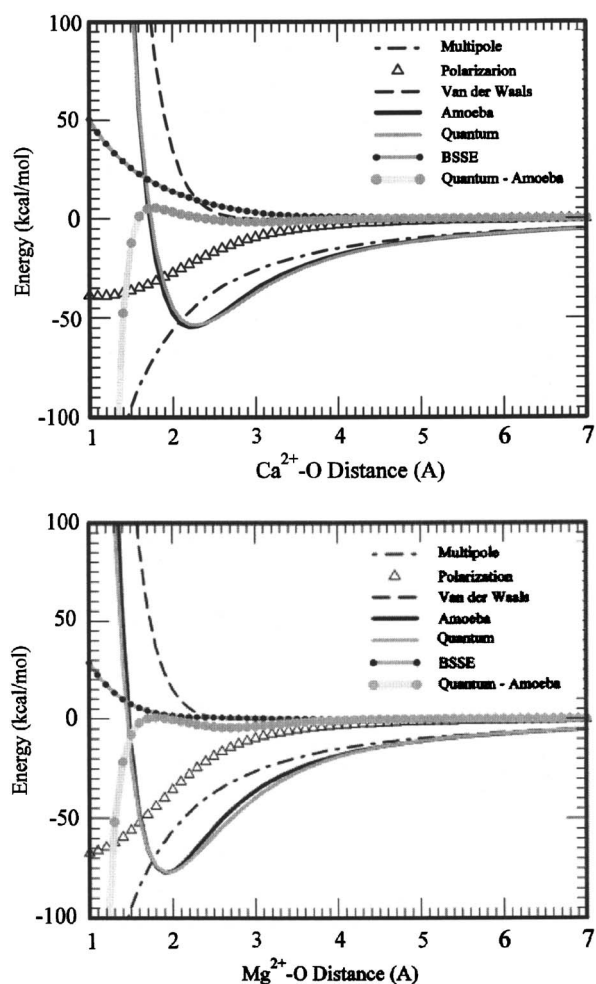 100
50
0
-50
-100
Energy (kcal/mol)
Multipole
Polarizarion
Van der Waals
Amoeba
Quantum
BSSE
Quantum - Amoeba
1 2 3 4 5 6 7
Ca²⁺-O Distance (A)
100
50
0
-50
-100
Energy (kcal/mol)
Multipole
Polarization
Van der Waals
Amoeba
Quantum
BSSE
Quantum - Amoeba
1 2 3 4 5 6 7
Mg²⁺-O Distance (A)